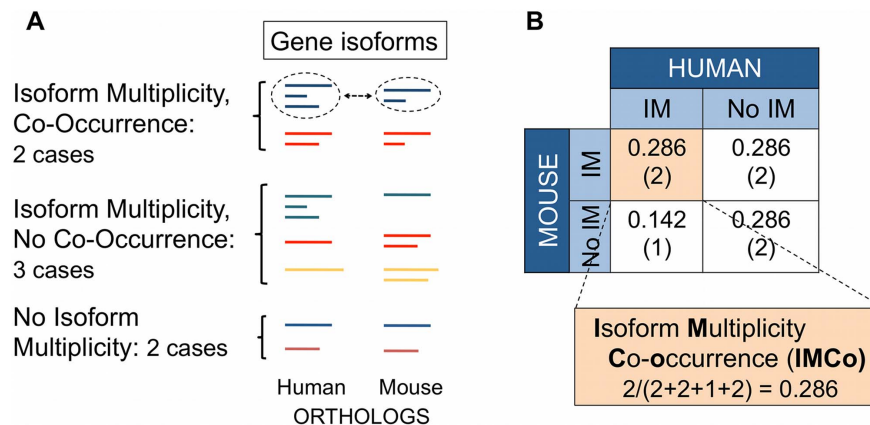 A
Gene isoforms
Isoform Multiplicity,
Co-Occurrence:
2 cases
Isoform Multiplicity,
No Co-Occurrence:
3 cases
No Isoform
Multiplicity: 2 cases
Human Mouse
ORTHOLOGS
B
HUMAN
IM No IM
MOUSE
IM
0.286 0.286
(2) (2)
No IM
0.142 0.286
(1) (2)
Isoform Multiplicity
Co-occurrence (IMCo)
2/(2+2+1+2) = 0.286